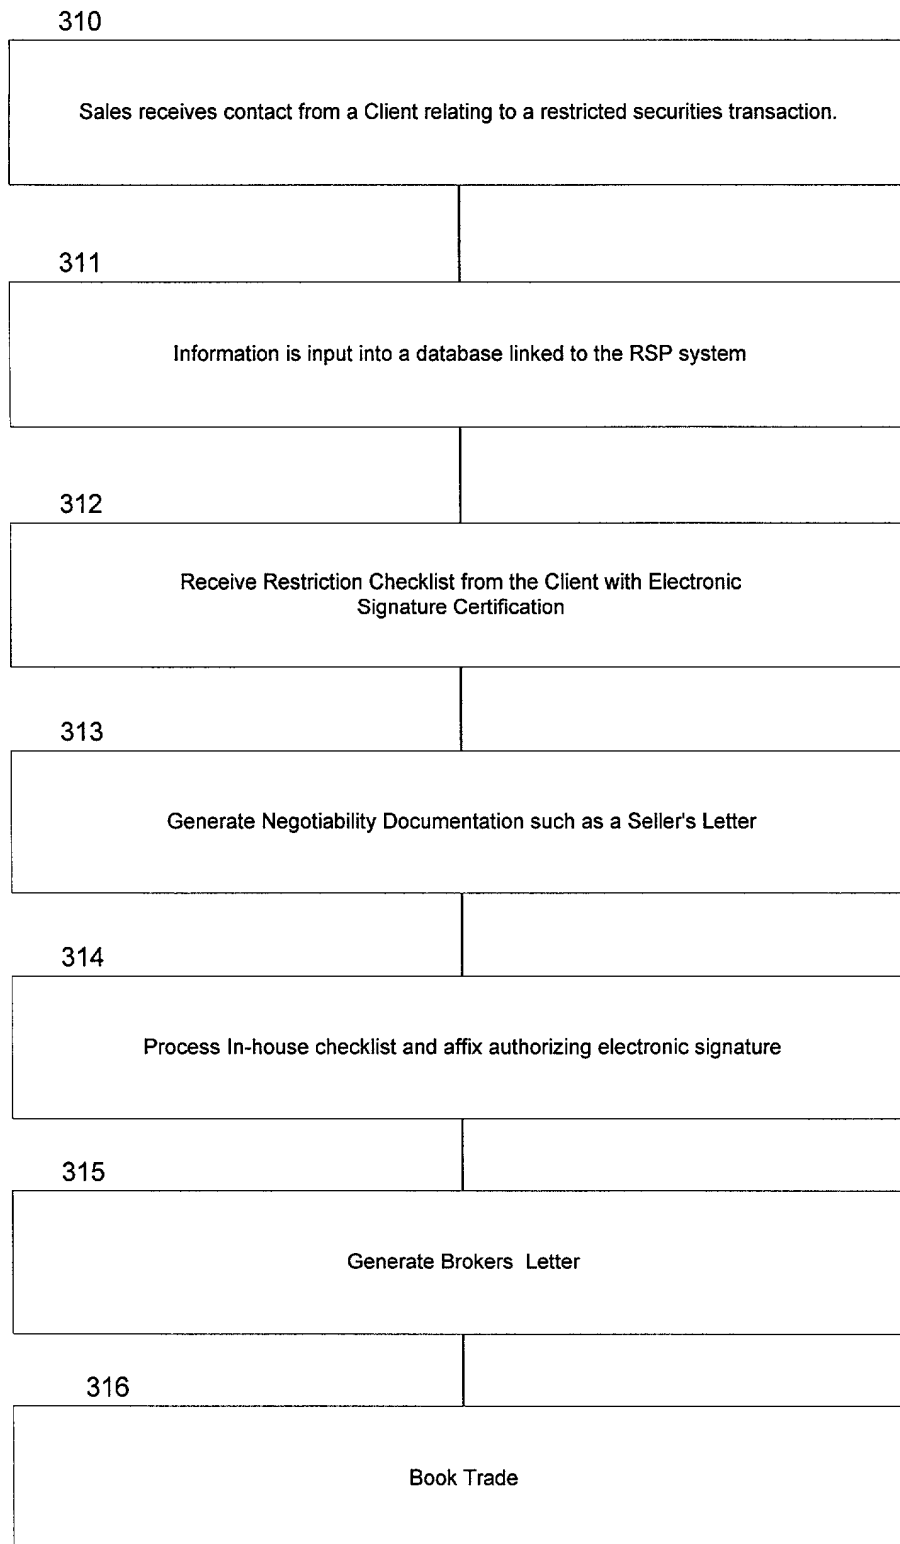 310
Sales receives contact from a Client relating to a restricted securities transaction.
311
Information is input into a database linked to the RSP system
312
Receive Restriction Checklist from the Client with Electronic
Signature Certification
313
Generate Negotiability Documentation such as a Seller's Letter
314
Process In-house checklist and affix authorizing electronic signature
315
Generate Brokers Letter
316
Book Trade